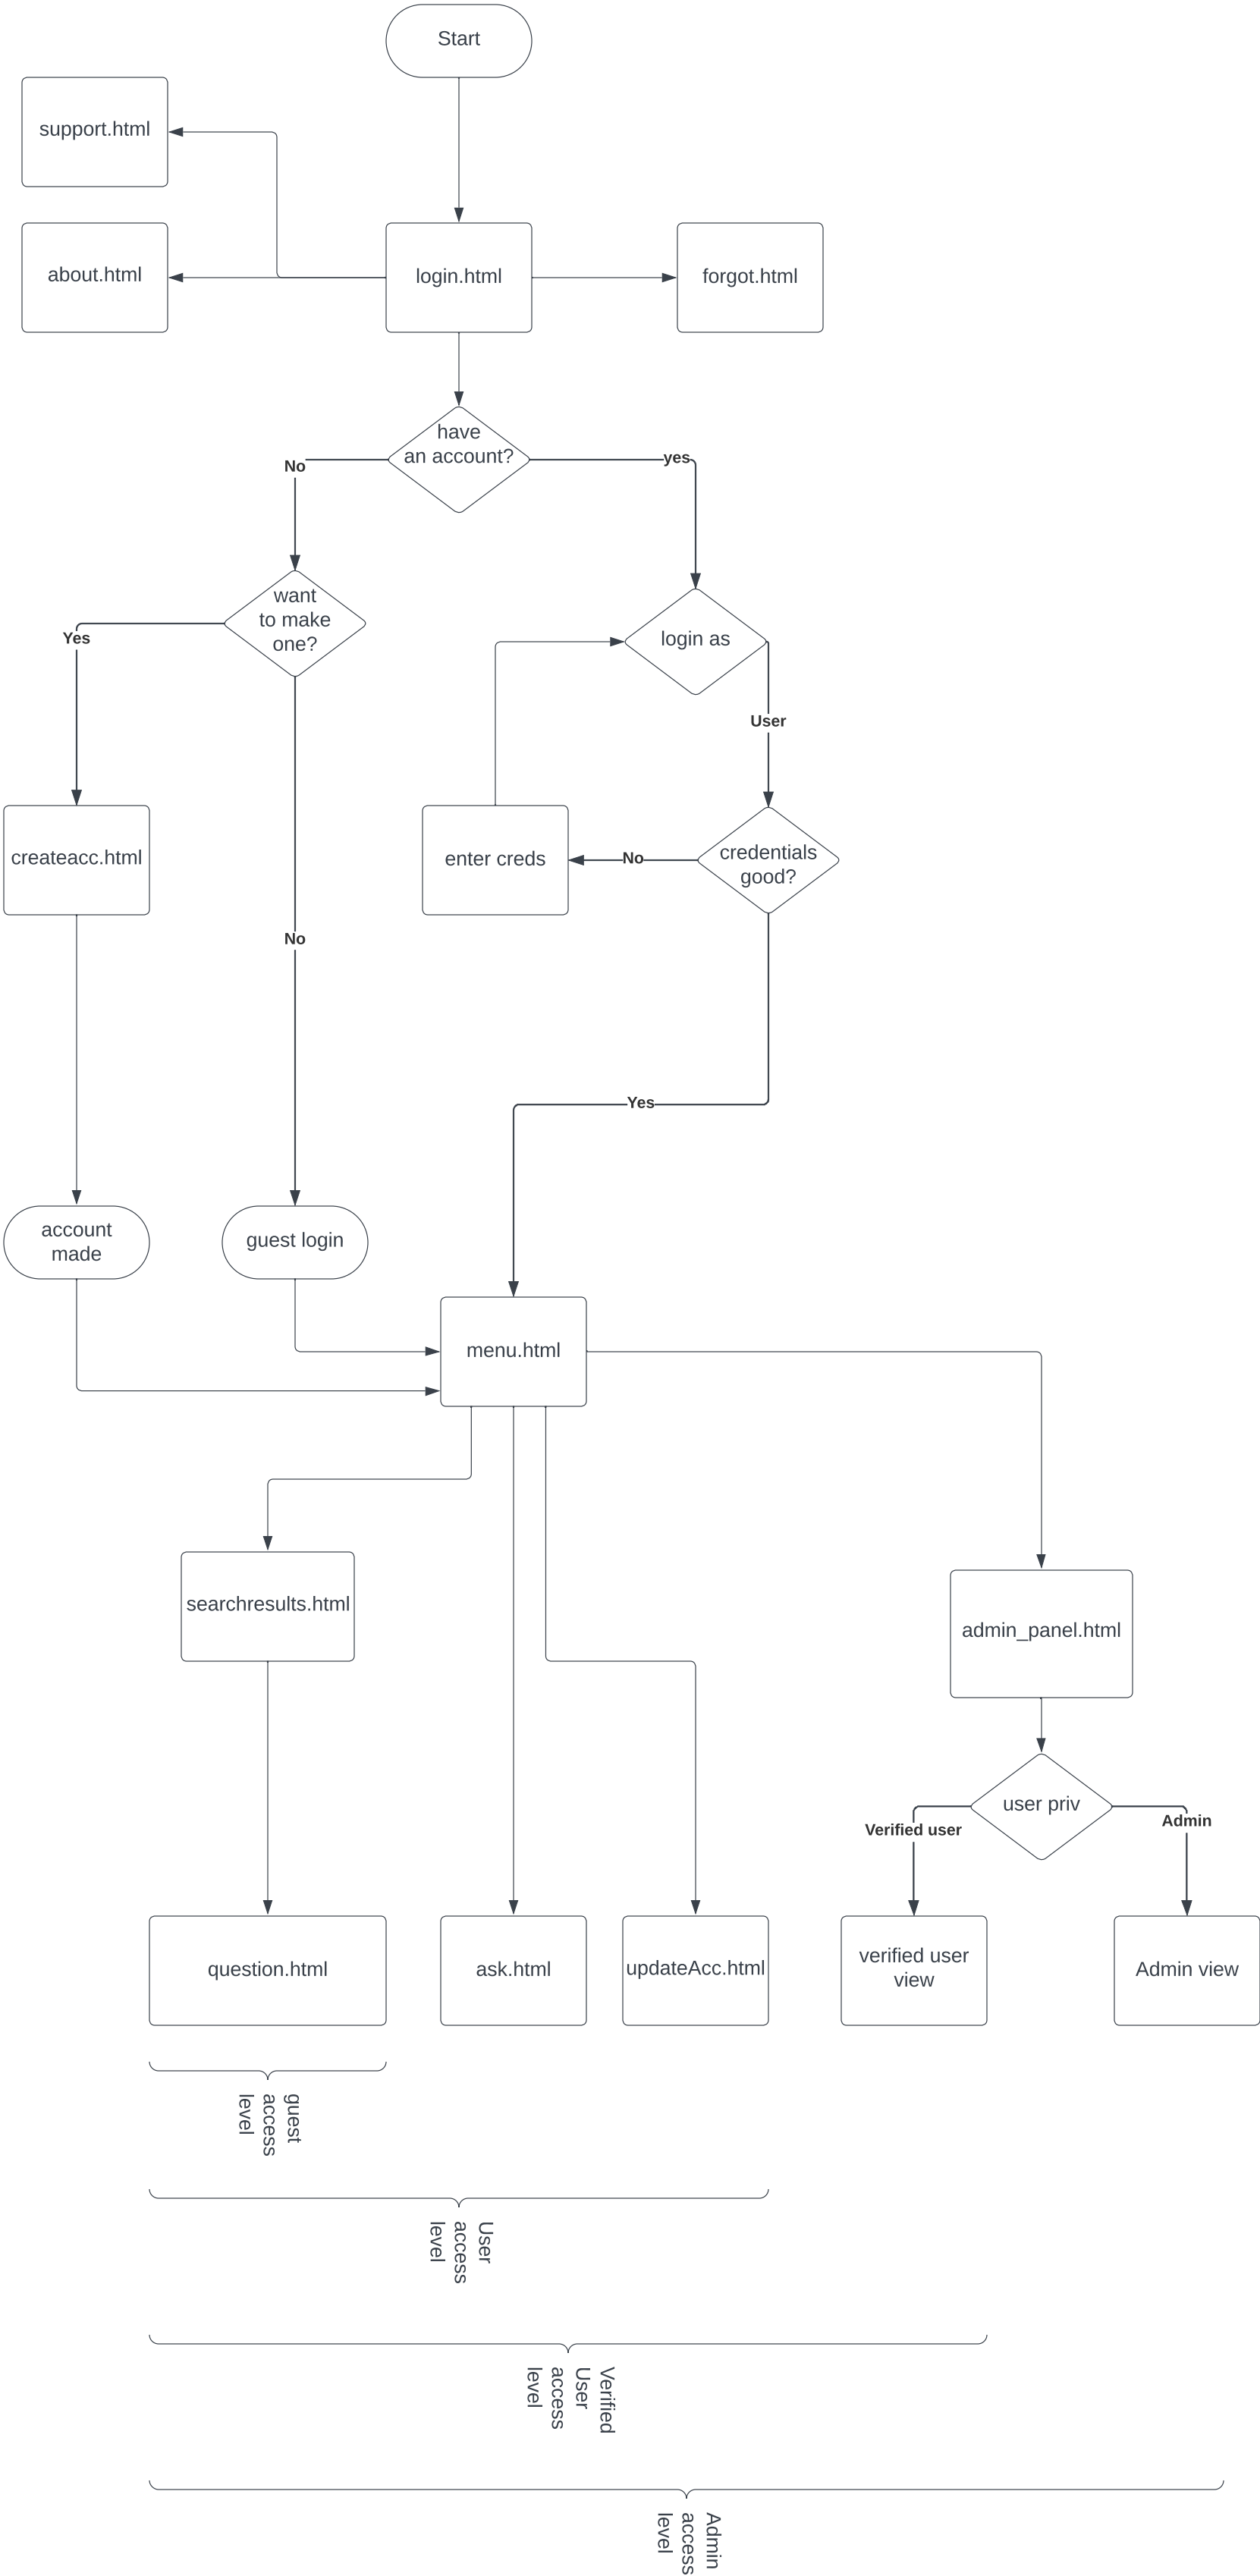 Start
support.html
about.html
login.html
forgot.html
have
an account?
No
yes
want
to make
one?
Yes
login as
User
createacc.html
enter creds
No
credentials
good?
No
Yes
account
made
guest login
menu.html
searchresults.html
admin_panel.html
user priv
Verified user
Admin
question.html
ask.html
updateAcc.html
verified user
view
Admin view
guest
access
level
User
access
level
Verified
User
access
level
Admin
access
level